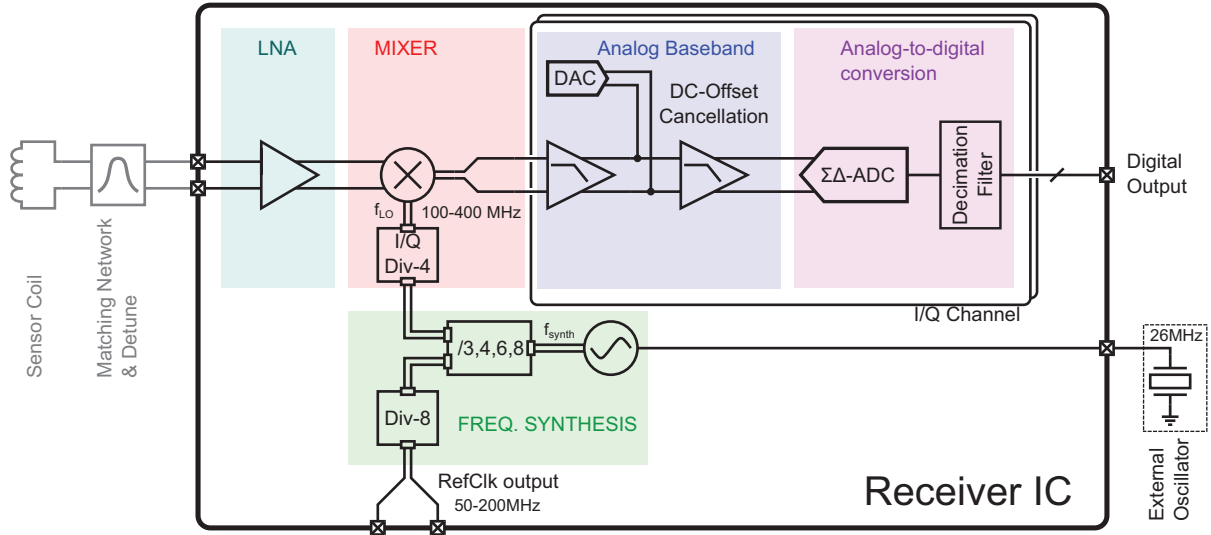 LNA
MIXER
Analog Baseband
Analog-to-digital
conversion
DAC
DC-Offset
Cancellation
ΣΔ-ADC
Decimation
Filter
Digital
Output
f_LO
100-400 MHz
I/Q
Div-4
I/Q Channel
Sensor Coil
Matching Network
& Detune
/3,4,6,8
f_synth
26MHz
Div-8
FREQ. SYNTHESIS
RefClk output
50-200MHz
Receiver IC
External
Oscillator